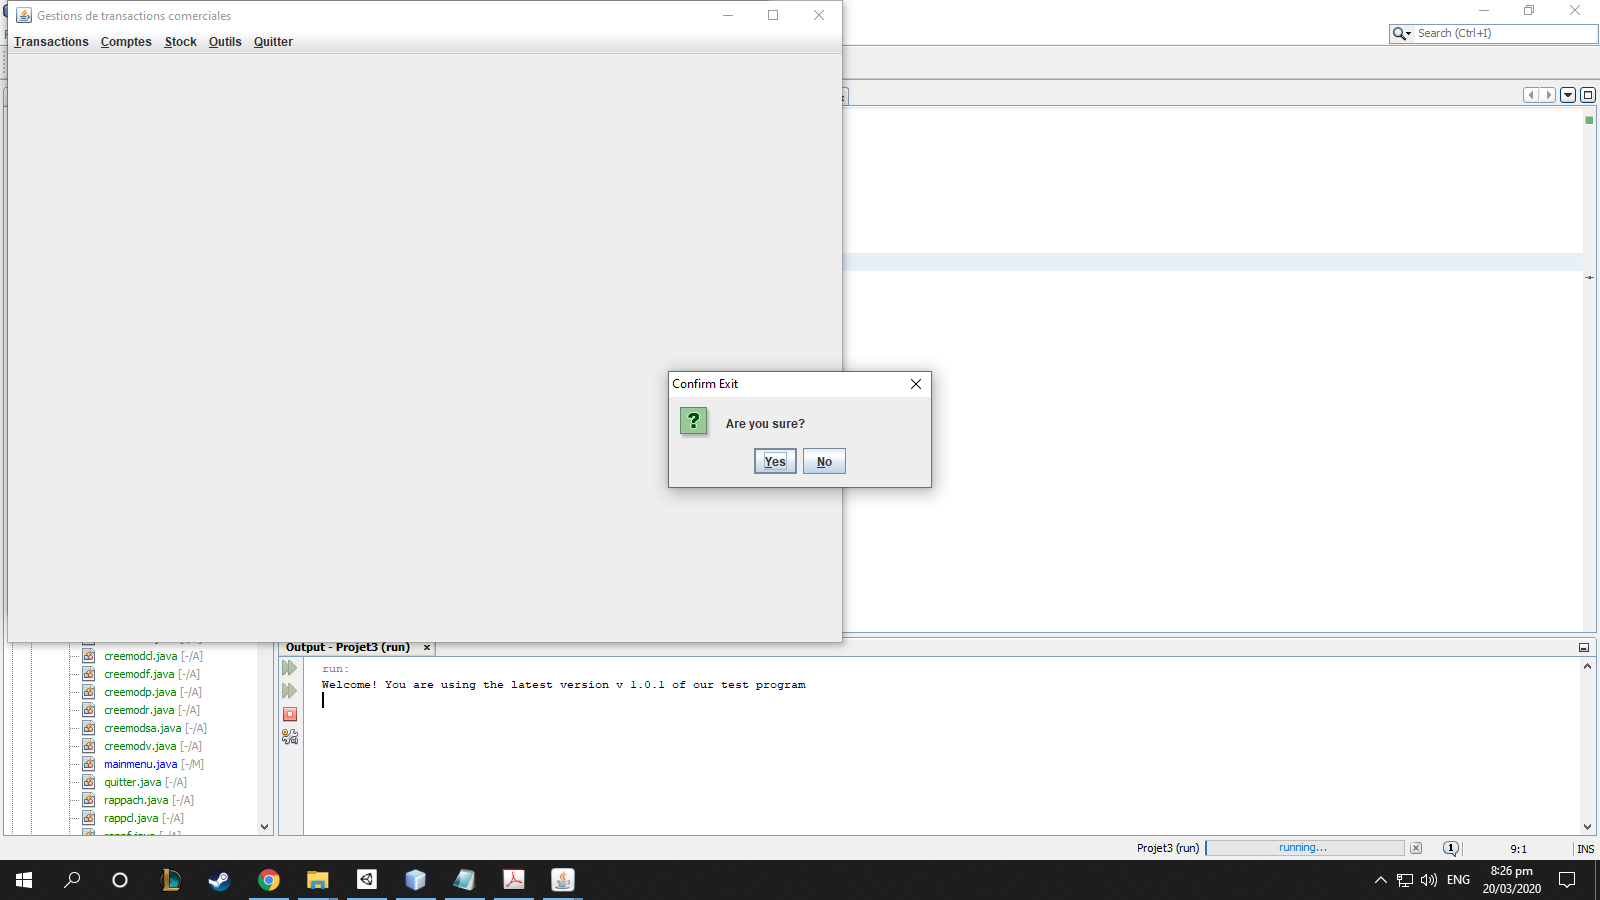 Gestions de transactions comerciales
Transactions Comptes Stock Outils Quitter
Search (Ctrl+I)
Confirm Exit
?
Are you sure?
Yes No
Output - Projet3 (run)
run:
Welcome! You are using the latest version v 1.0.1 of our test program
creemodcl.java [-/A]
creemodf.java [-/A]
creemodp.java [-/A]
creemodr.java [-/A]
creemodsa.java [-/A]
creemodv.java [-/A]
mainmenu.java [-/M]
quitter.java [-/A]
rappach.java [-/A]
rappcl.java [-/A]
Projet3 (run) running... 1 9:1 INS
ENG
8:26 pm
20/03/2020